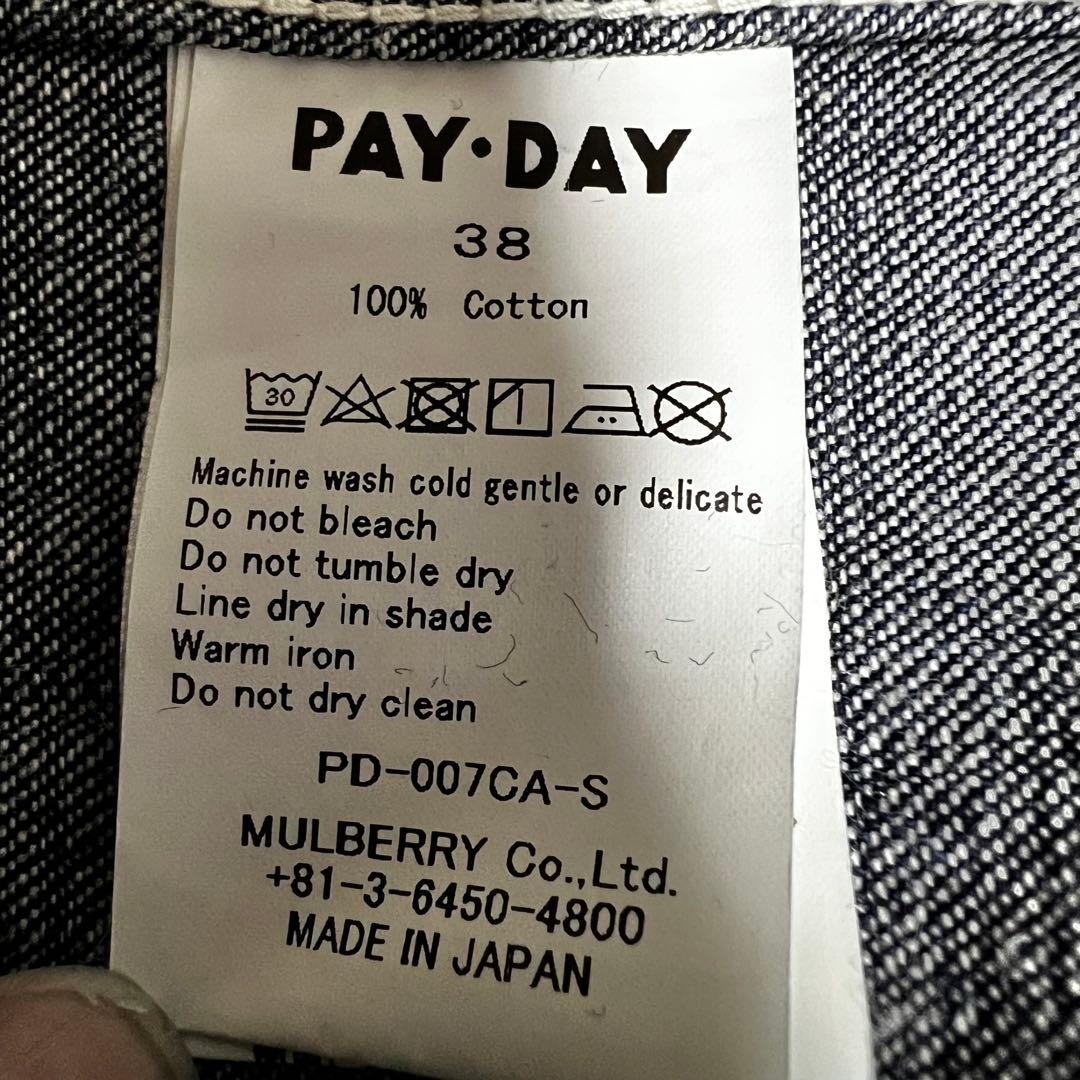 PAY·DAY
38
100% Cotton
30
Machine wash cold gentle or delicate
Do not bleach
Do not tumble dry
Line dry in shade
Warm iron
Do not dry clean
PD-007CA-S
MULBERRY Co.,Ltd.
+81-3-6450-4800
MADE IN JAPAN